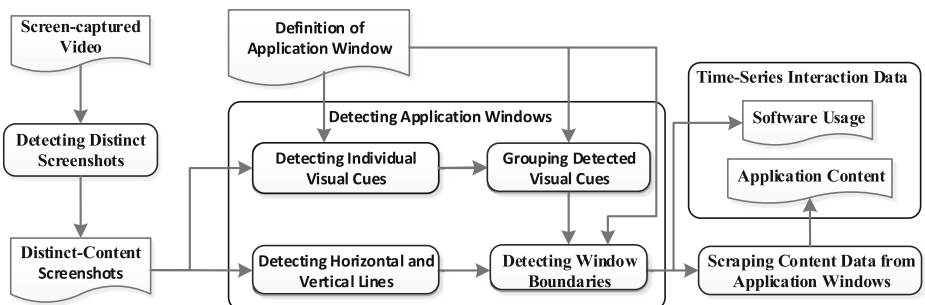 Screen-captured
Video
Detecting Distinct
Screenshots
Distinct-Content
Screenshots
Definition of
Application Window
Detecting Application Windows
Detecting Individual
Visual Cues
Grouping Detected
Visual Cues
Detecting Horizontal and
Vertical Lines
Detecting Window
Boundaries
Time-Series Interaction Data
Software Usage
Application Content
Scraping Content Data from
Application Windows